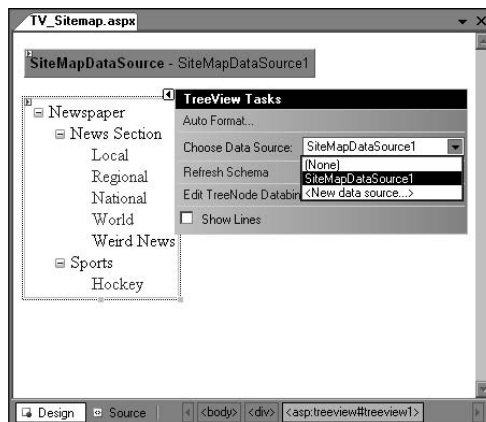 TV_Sitemap.aspx
SiteMapDataSource - SiteMapDataSource1
Newspaper
News Section
Local
Regional
National
World
Weird News
Sports
Hockey
TreeView Tasks
Auto Format...
Choose Data Source: SiteMapDataSource1
(None)
SiteMapDataSource1
<New data source...>
Refresh Schema
Edit TreeNode Databin
Show Lines
Design Source <body> <div> <asp:treeview#treeview1>